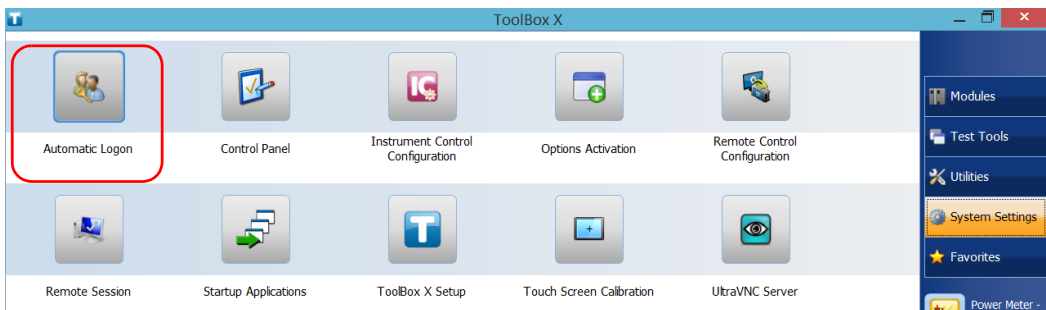 ToolBox X
Automatic Logon
Control Panel
Instrument Control
Configuration
Options Activation
Remote Control
Configuration
Remote Session
Startup Applications
ToolBox X Setup
Touch Screen Calibration
UltraVNC Server
Modules
Test Tools
Utilities
System Settings
Favorites
Power Meter -